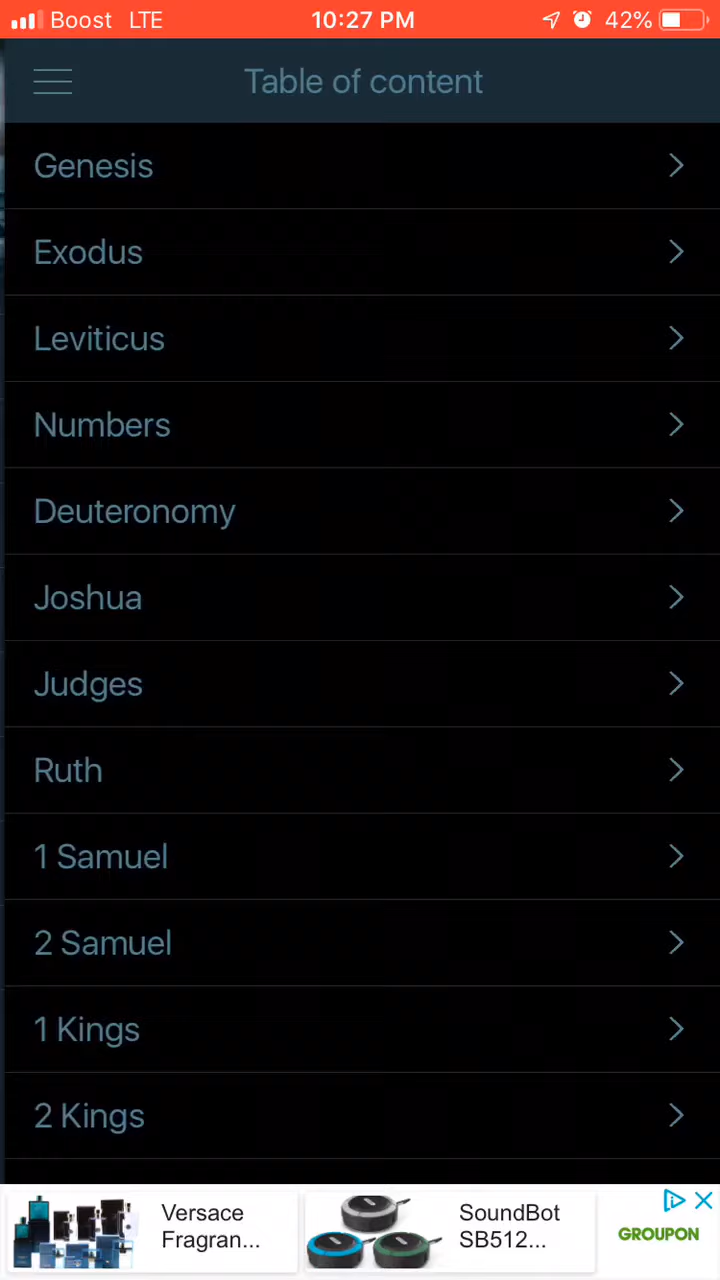 Boost LTE 10:27 PM 42%
Table of content
Genesis
Exodus
Leviticus
Numbers
Deuteronomy
Joshua
Judges
Ruth
1 Samuel
2 Samuel
1 Kings
2 Kings
Versace
Fragran...
SoundBot
SB512...
GROUPON